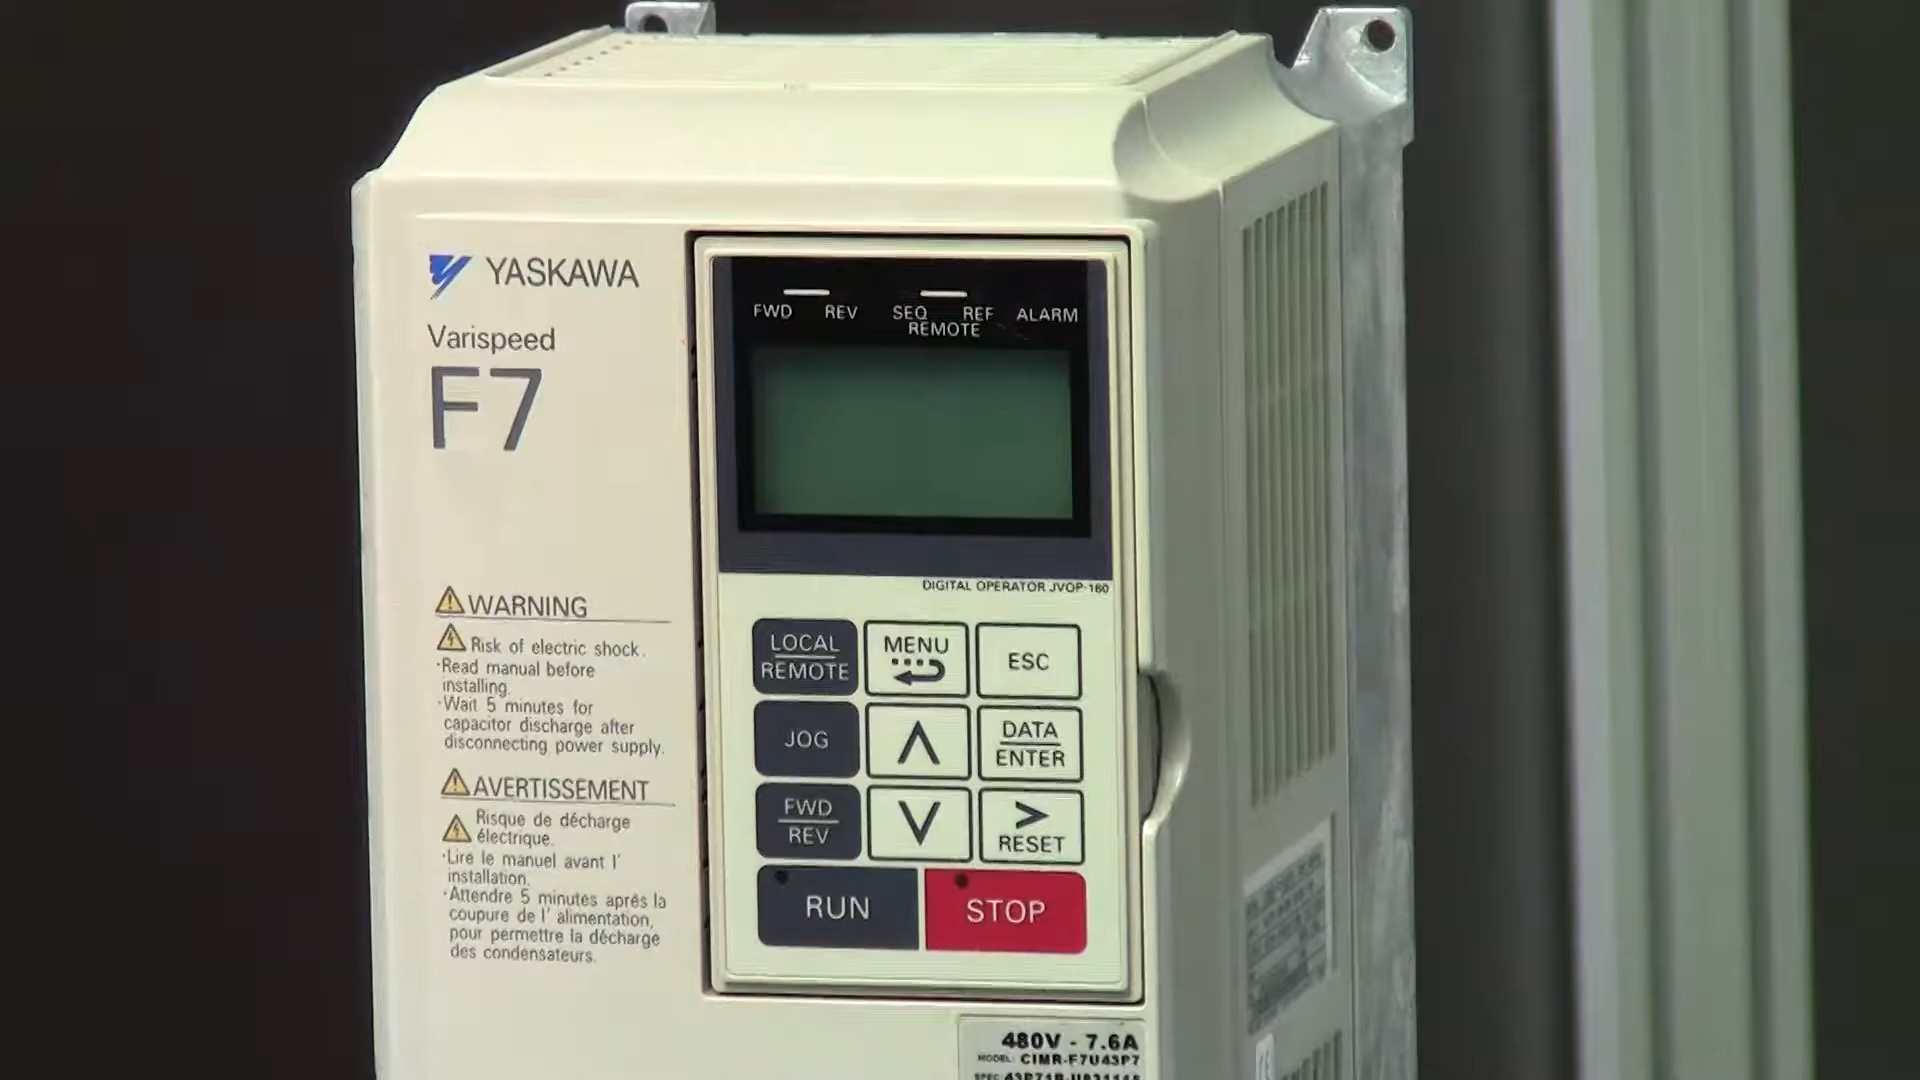 YASKAWA
Varispeed
F7
FWD REV SEQ REF ALARM
REMOTE
DIGITAL OPERATOR JVOP-160
LOCAL
REMOTE
MENU
ESC
JOG
DATA
ENTER
FWD
REV
RESET
RUN
STOP
WARNING
Risk of electric shock.
·Read manual before
installing.
·Wait 5 minutes for
capacitor discharge after
disconnecting power supply.
AVERTISSEMENT
Risque de décharge
électrique.
·Lire le manuel avant l'
installation.
·Attendre 5 minutes aprés la
coupure de l' alimentation,
pour permettre la décharge
des condensateurs.
480V - 7.6A
MODEL: CIMR-F7U43P7
SPEC: